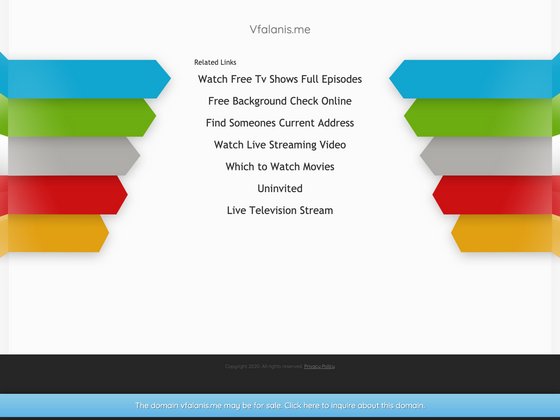 Vfalanis.me
Related Links
Watch Free Tv Shows Full Episodes
Free Background Check Online
Find Someones Current Address
Watch Live Streaming Video
Which to Watch Movies
Uninvited
Live Television Stream
Copyright 2020. All rights reserved. Privacy Policy
The domain vfalanis.me may be for sale. Click here to inquire about this domain.